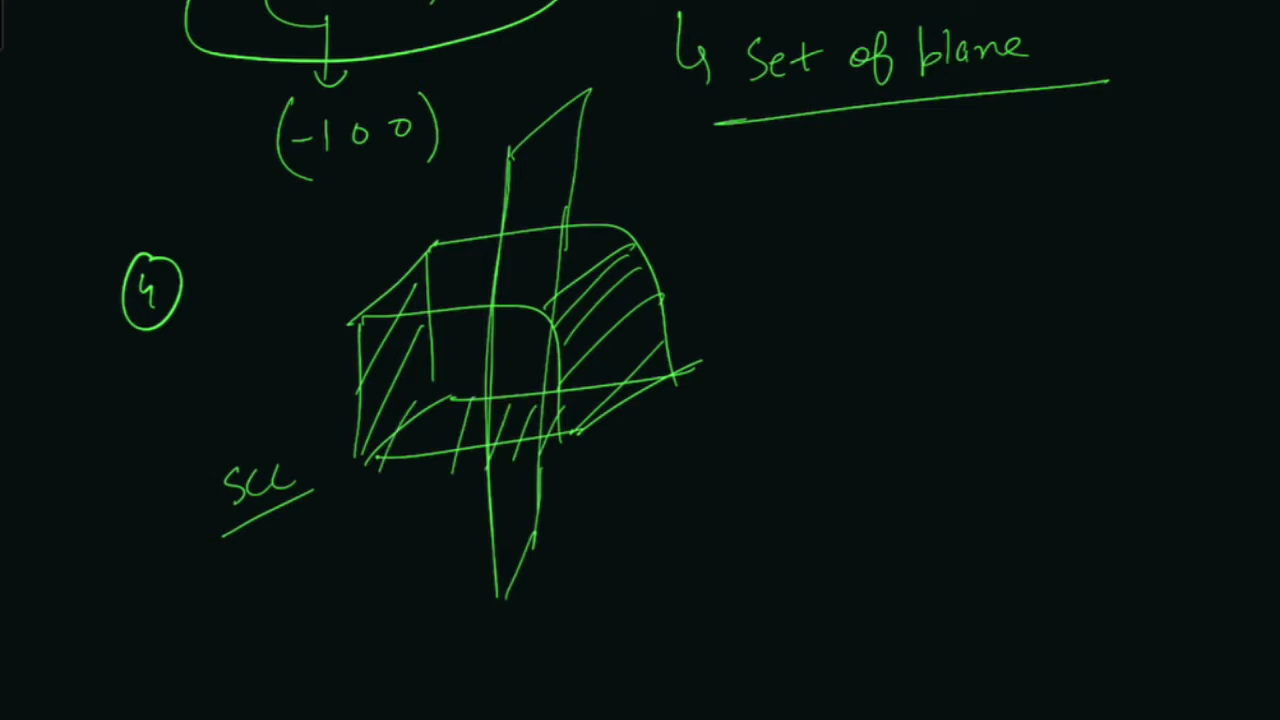 ↳ set of plane
(-1 0 0)
4
SCC